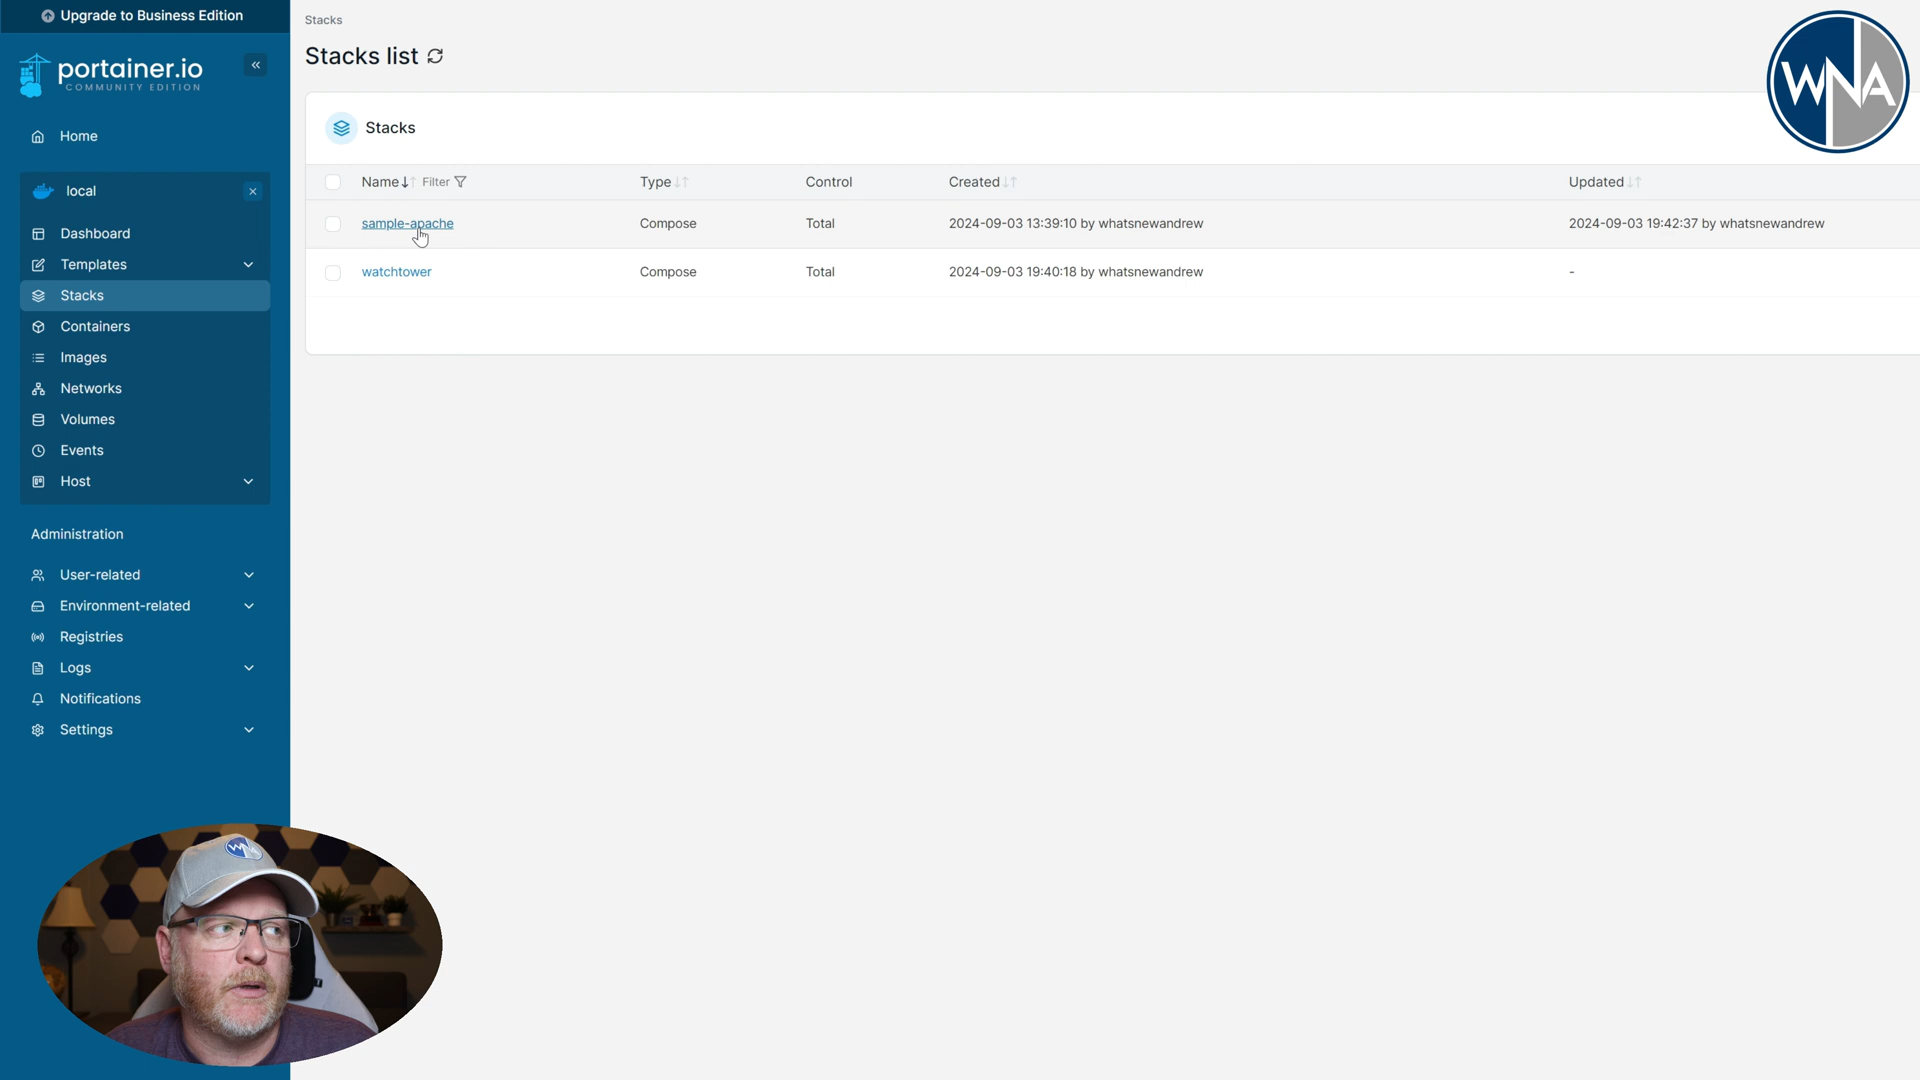 Upgrade to Business Edition
portainer.io
COMMUNITY EDITION
Home
local
Dashboard
Templates
Stacks
Containers
Images
Networks
Volumes
Events
Host
Administration
User-related
Environment-related
Registries
Logs
Notifications
Settings
Stacks
Stacks list
Stacks
Name Filter Type Control Created Updated
sample-apache Compose Total 2024-09-03 13:39:10 by whatsnewandrew 2024-09-03 19:42:37 by whatsnewandrew
watchtower Compose Total 2024-09-03 19:40:18 by whatsnewandrew -
WNA
WNA